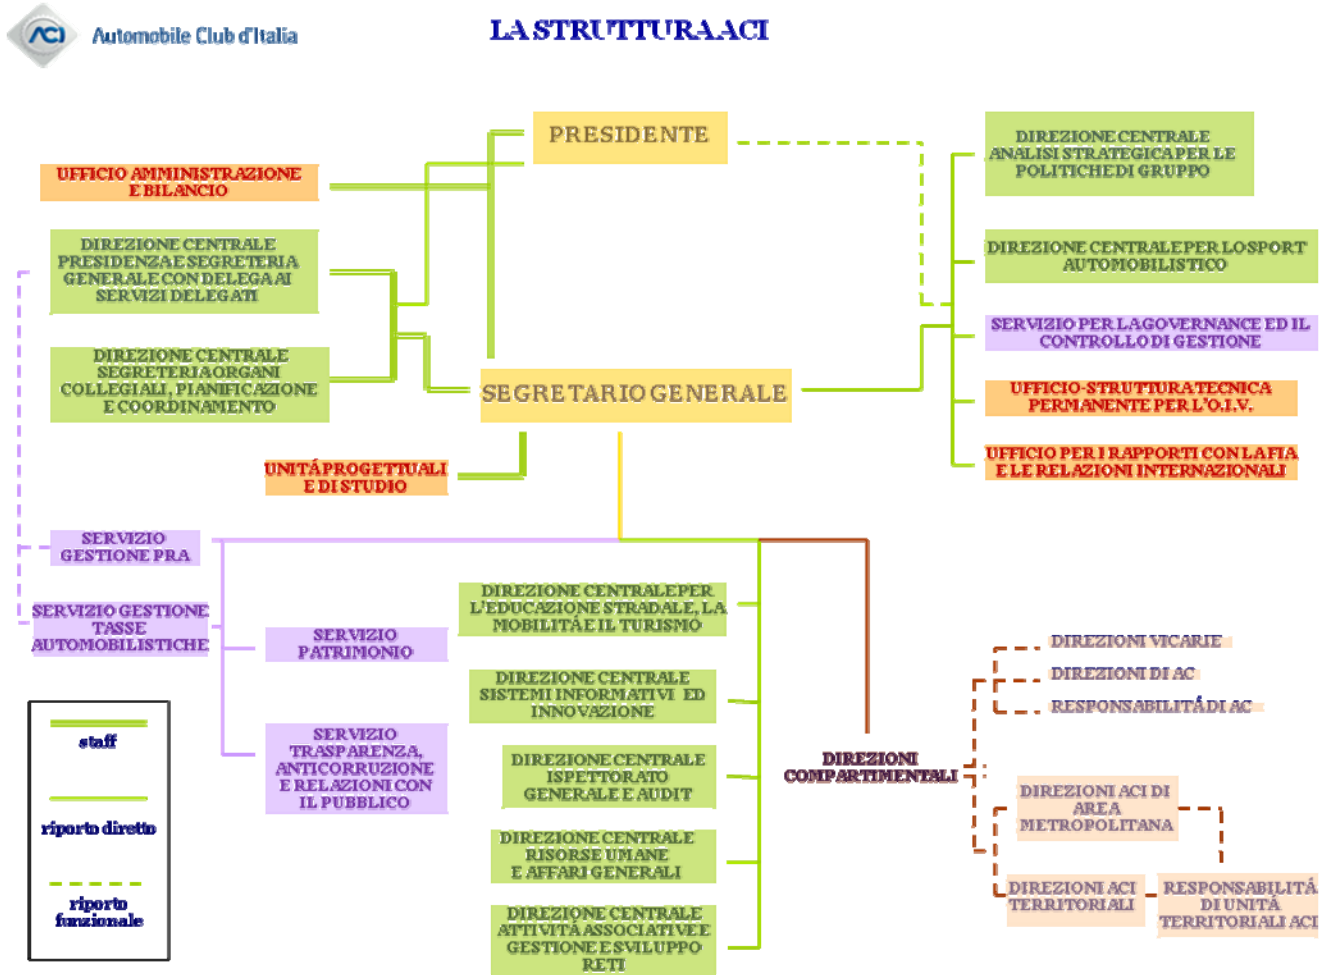 ACI
Automobile Club d'Italia
LA STRUTTURA ACI
PRESIDENTE
UFFICIO AMMINISTRAZIONE
E BILANCIO
DIREZIONE CENTRALE
PRESIDENZA E SEGRETERIA
GENERALE CON DELEGA AI
SERVIZI DELEGATI
DIREZIONE CENTRALE
SEGRETERIA ORGANI
COLLEGIALI, PIANIFICAZIONE
E COORDINAMENTO
SEGRETARIO GENERALE
UNITÁ PROGETTUALI
E DI STUDIO
DIREZIONE CENTRALE
ANALISI STRATEGICA PER LE
POLITICHE DI GRUPPO
DIREZIONE CENTRALE PER LO SPORT
AUTOMOBILISTICO
SERVIZIO PER LA GOVERNANCE ED IL
CONTROLLO DI GESTIONE
UFFICIO-STRUTTURA TECNICA
PERMANENTE PER L'O.I.V.
UFFICIO PER I RAPPORTI CON LA FIA
E LE RELAZIONI INTERNAZIONALI
SERVIZIO
GESTIONE PRA
SERVIZIO GESTIONE
TASSE
AUTOMOBILISTICHE
SERVIZIO
PATRIMONIO
SERVIZIO
TRASPARENZA,
ANTICORRUZIONE
E RELAZIONI CON
IL PUBBLICO
DIREZIONE CENTRALE PER
L'EDUCAZIONE STRADALE, LA
MOBILITÁ E IL TURISMO
DIREZIONE CENTRALE
SISTEMI INFORMATIVI ED
INNOVAZIONE
DIREZIONE CENTRALE
ISPETTORATO
GENERALE E AUDIT
DIREZIONE CENTRALE
RISORSE UMANE
E AFFARI GENERALI
DIREZIONE CENTRALE
ATTIVITÁ ASSOCIATIVE E
GESTIONE E SVILUPPO
RETI
DIREZIONI
COMPARTIMENTALI
DIREZIONI VICARIE
DIREZIONI DI AC
RESPONSABILITÁ DI AC
DIREZIONI ACI DI
AREA
METROPOLITANA
DIREZIONI ACI
TERRITORIALI
RESPONSABILITÁ
DI UNITÁ
TERRITORIALI ACI
staff
riporto diretto
riporto
funzionale